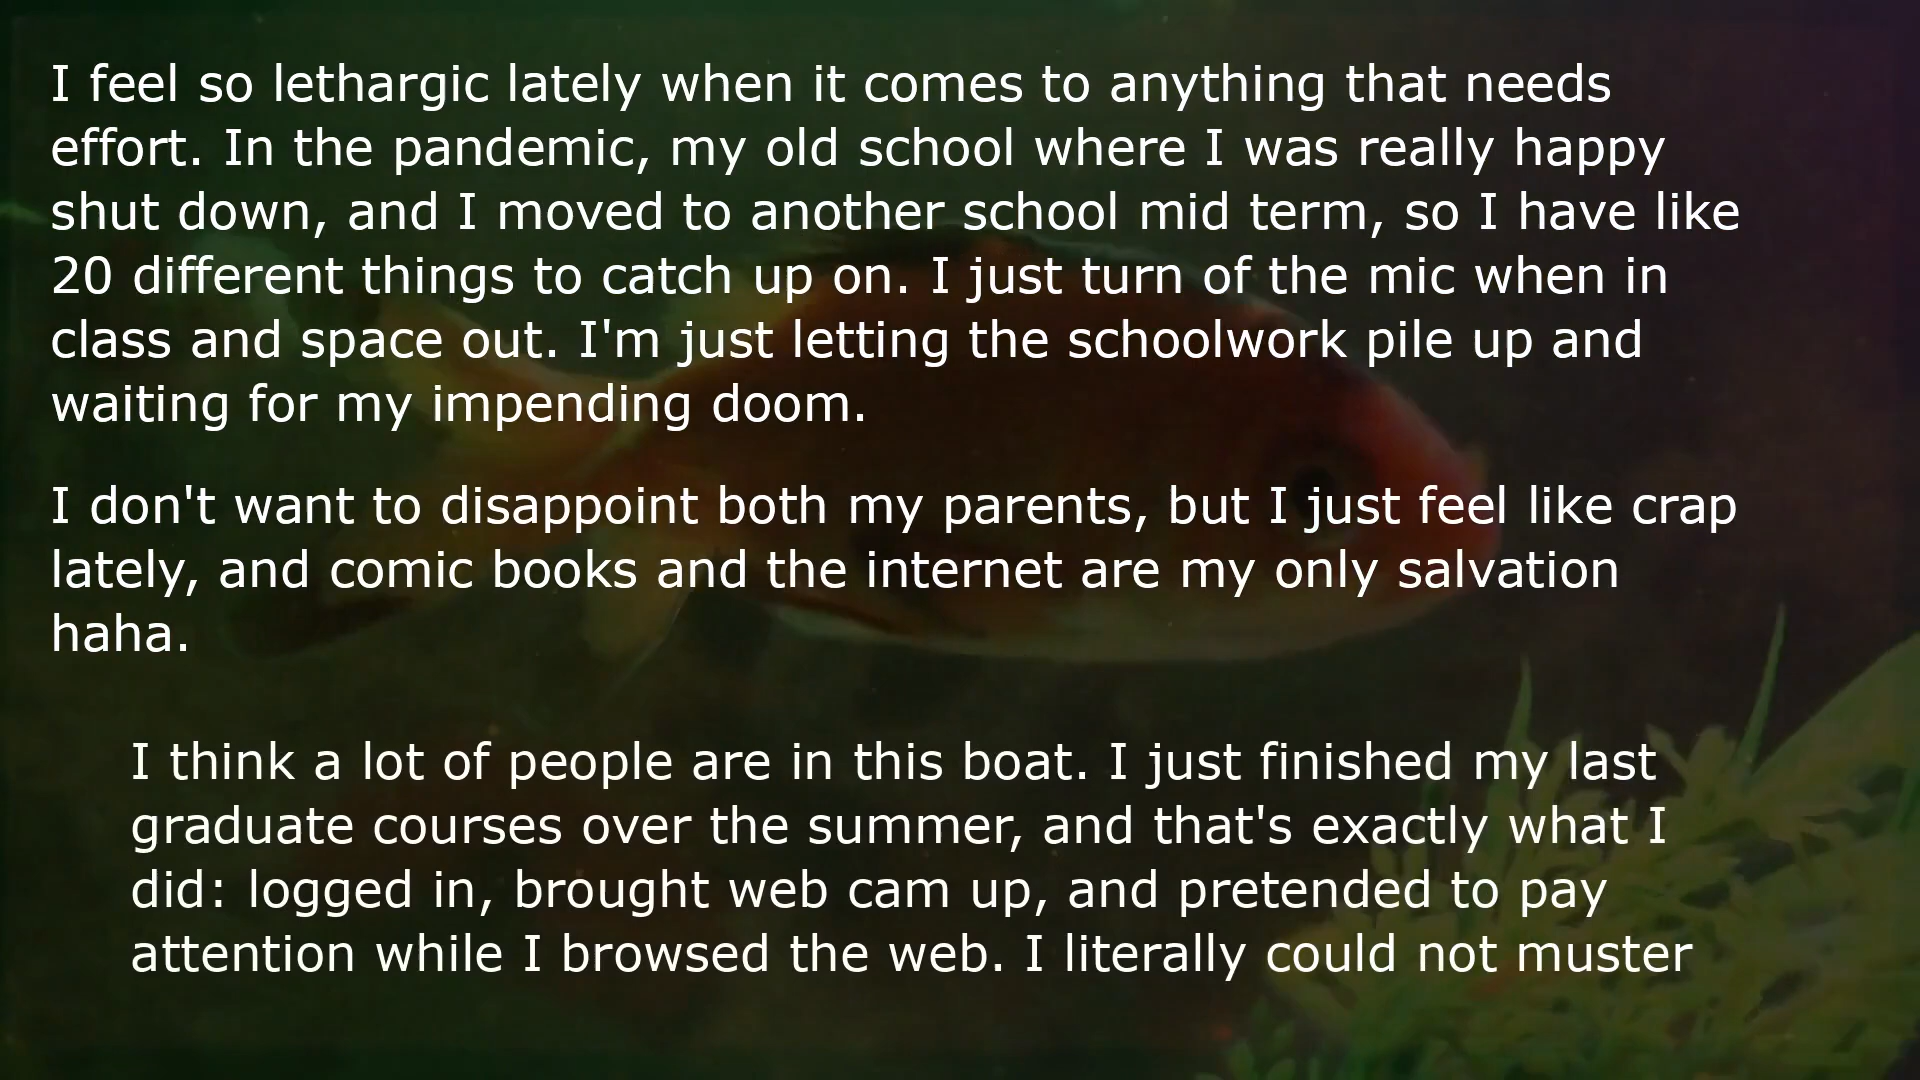 I feel so lethargic lately when it comes to anything that needs
effort. In the pandemic, my old school where I was really happy
shut down, and I moved to another school mid term, so I have like
20 different things to catch up on. I just turn of the mic when in
class and space out. I'm just letting the schoolwork pile up and
waiting for my impending doom.
I don't want to disappoint both my parents, but I just feel like crap
lately, and comic books and the internet are my only salvation
haha.
I think a lot of people are in this boat. I just finished my last
graduate courses over the summer, and that's exactly what I
did: logged in, brought web cam up, and pretended to pay
attention while I browsed the web. I literally could not muster